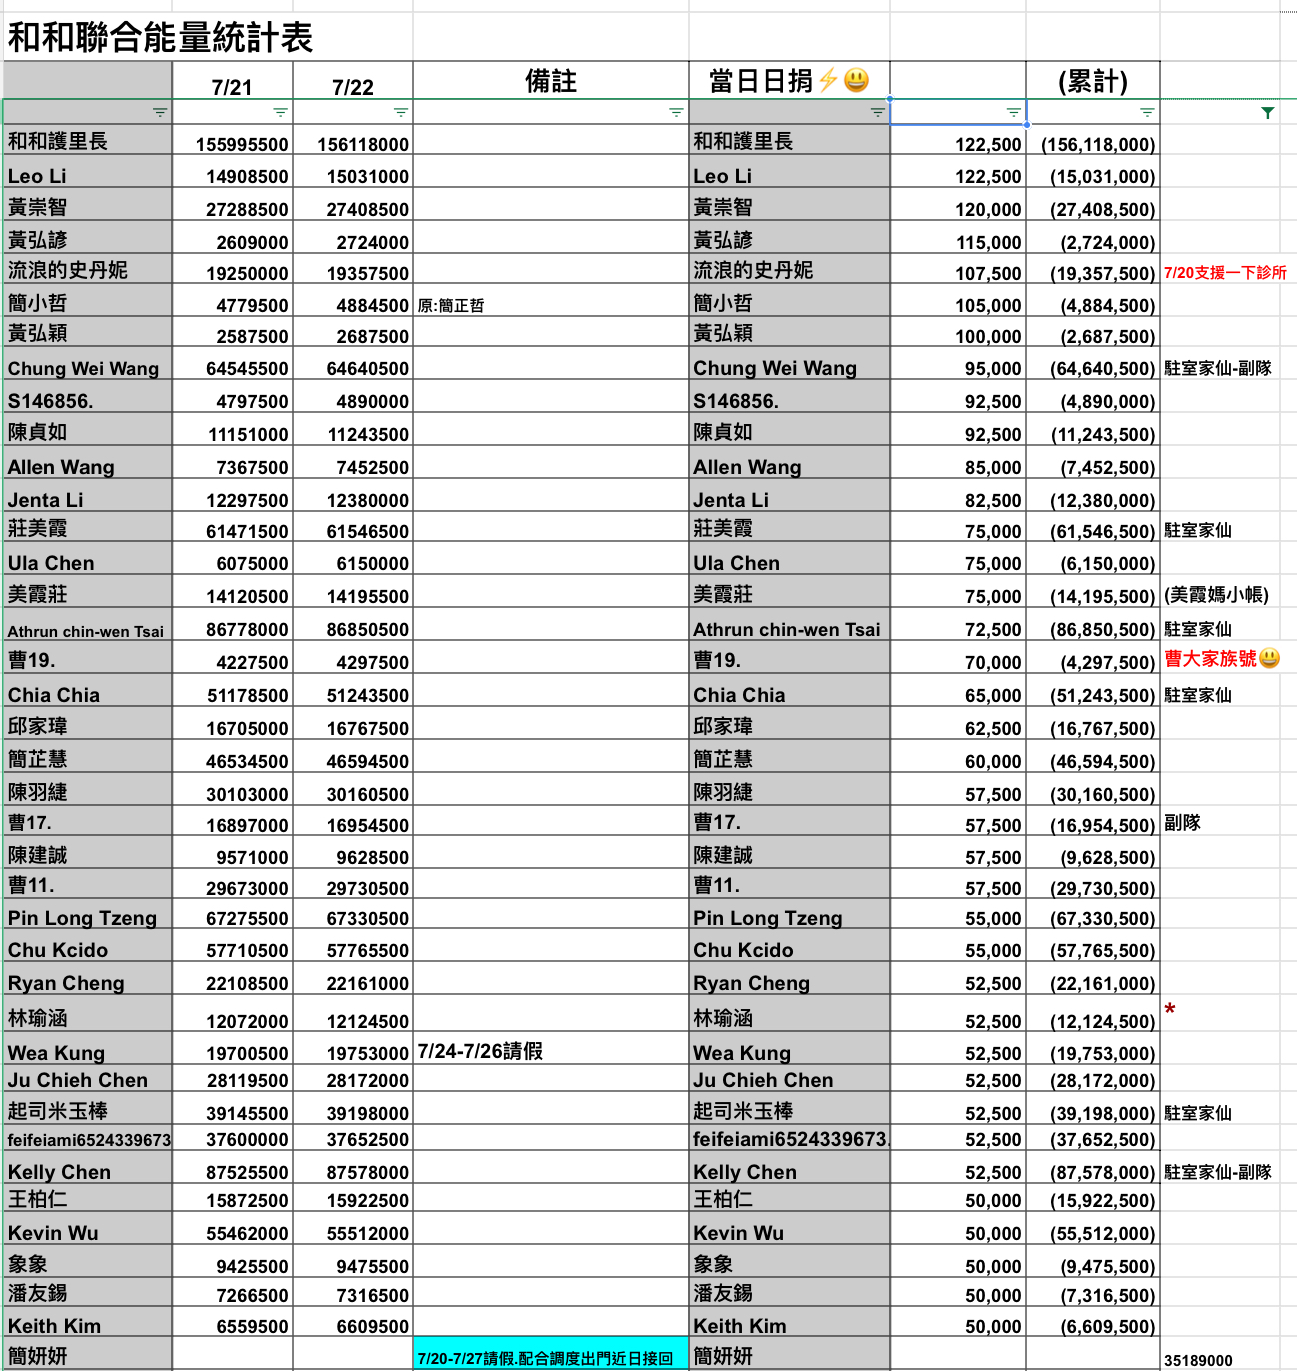 和和聯合能量統計表
7/21 7/22 備註 當日日捐⚡😃 (累計)
和和護里長 155995500 156118000 和和護里長 122,500 (156,118,000)
Leo Li 14908500 15031000 Leo Li 122,500 (15,031,000)
黃崇智 27288500 27408500 黃崇智 120,000 (27,408,500)
黃弘諺 2609000 2724000 黃弘諺 115,000 (2,724,000)
流浪的史丹妮 19250000 19357500 流浪的史丹妮 107,500 (19,357,500) 7/20支援一下診所
簡小哲 4779500 4884500 原:簡正哲 簡小哲 105,000 (4,884,500)
黃弘穎 2587500 2687500 黃弘穎 100,000 (2,687,500)
Chung Wei Wang 64545500 64640500 Chung Wei Wang 95,000 (64,640,500) 駐室家仙-副隊
S146856. 4797500 4890000 S146856. 92,500 (4,890,000)
陳貞如 11151000 11243500 陳貞如 92,500 (11,243,500)
Allen Wang 7367500 7452500 Allen Wang 85,000 (7,452,500)
Jenta Li 12297500 12380000 Jenta Li 82,500 (12,380,000)
莊美霞 61471500 61546500 莊美霞 75,000 (61,546,500) 駐室家仙
Ula Chen 6075000 6150000 Ula Chen 75,000 (6,150,000)
美霞莊 14120500 14195500 美霞莊 75,000 (14,195,500) (美霞媽小帳)
Athrun chin-wen Tsai 86778000 86850500 Athrun chin-wen Tsai 72,500 (86,850,500) 駐室家仙
曹19. 4227500 4297500 曹19. 70,000 (4,297,500) 曹大家族號😃
Chia Chia 51178500 51243500 Chia Chia 65,000 (51,243,500) 駐室家仙
邱家瑋 16705000 16767500 邱家瑋 62,500 (16,767,500)
簡芷慧 46534500 46594500 簡芷慧 60,000 (46,594,500)
陳羽緁 30103000 30160500 陳羽緁 57,500 (30,160,500)
曹17. 16897000 16954500 曹17. 57,500 (16,954,500) 副隊
陳建誠 9571000 9628500 陳建誠 57,500 (9,628,500)
曹11. 29673000 29730500 曹11. 57,500 (29,730,500)
Pin Long Tzeng 67275500 67330500 Pin Long Tzeng 55,000 (67,330,500)
Chu Kcido 57710500 57765500 Chu Kcido 55,000 (57,765,500)
Ryan Cheng 22108500 22161000 Ryan Cheng 52,500 (22,161,000)
林瑜涵 12072000 12124500 林瑜涵 52,500 (12,124,500) *
Wea Kung 19700500 19753000 7/24-7/26請假 Wea Kung 52,500 (19,753,000)
Ju Chieh Chen 28119500 28172000 Ju Chieh Chen 52,500 (28,172,000)
起司米玉棒 39145500 39198000 起司米玉棒 52,500 (39,198,000) 駐室家仙
feifeiami6524339673 37600000 37652500 feifeiami6524339673. 52,500 (37,652,500)
Kelly Chen 87525500 87578000 Kelly Chen 52,500 (87,578,000) 駐室家仙-副隊
王柏仁 15872500 15922500 王柏仁 50,000 (15,922,500)
Kevin Wu 55462000 55512000 Kevin Wu 50,000 (55,512,000)
象象 9425500 9475500 象象 50,000 (9,475,500)
潘友錫 7266500 7316500 潘友錫 50,000 (7,316,500)
Keith Kim 6559500 6609500 Keith Kim 50,000 (6,609,500)
簡妍妍 7/20-7/27請假.配合調度出門近日接回 簡妍妍 35189000